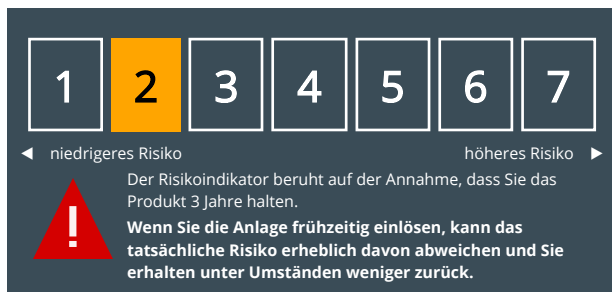 1 2 3 4 5 6 7
◄ niedrigeres Risiko höheres Risiko ►
Der Risikoindikator beruht auf der Annahme, dass Sie das
Produkt 3 Jahre halten.
Wenn Sie die Anlage frühzeitig einlösen, kann das
tatsächliche Risiko erheblich davon abweichen und Sie
erhalten unter Umständen weniger zurück.
!